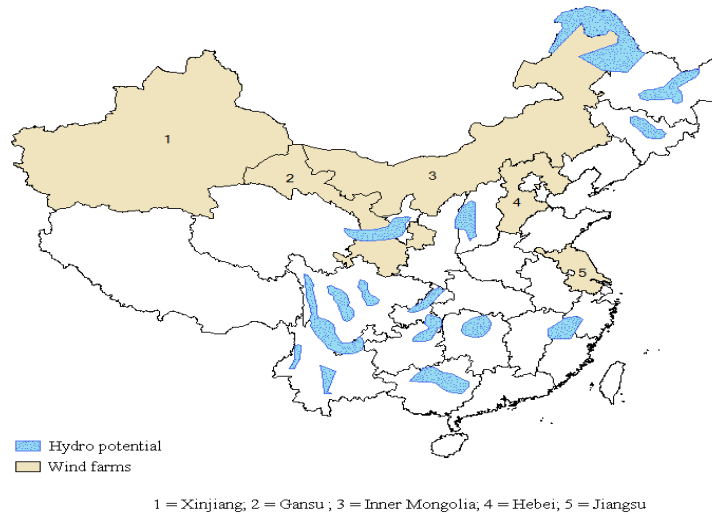 1
2
3
4
5
Hydro potential
Wind farms
1 = Xinjiang; 2 = Gansu ; 3 = Inner Mongolia; 4 = Hebei; 5 = Jiangsu